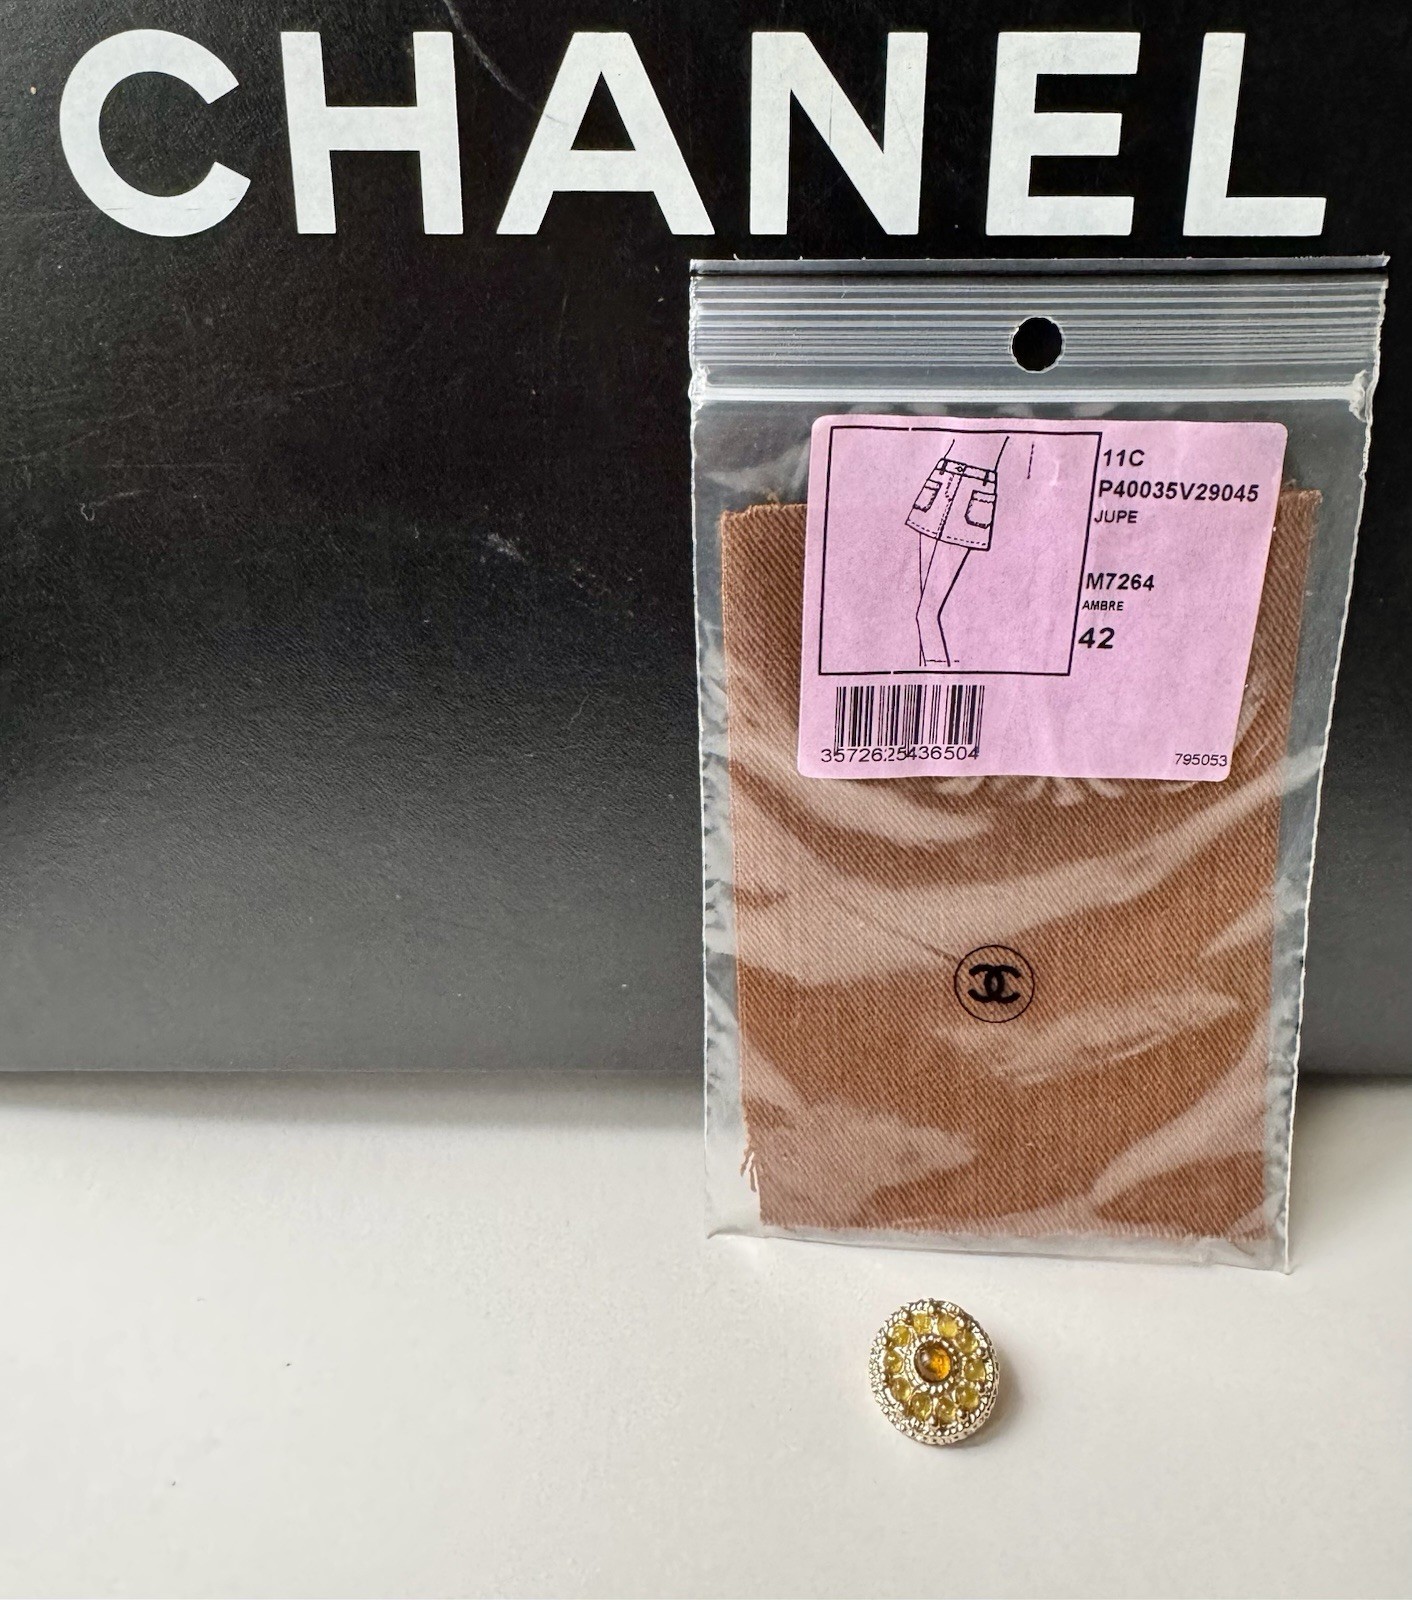 CHANEL
11C
P40035V29045
JUPE
M7264
AMBRE
42
3572625436504
795053